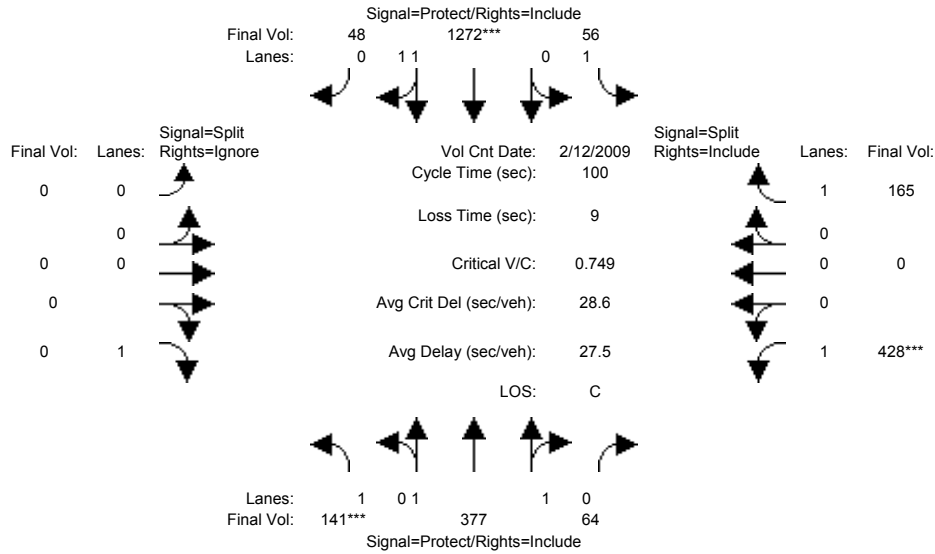 Signal=Protect/Rights=Include
Final Vol: 48 1272*** 56
Lanes: 0 1 1 0 1
Signal=Split Signal=Split
Final Vol: Lanes: Rights=Ignore Vol Cnt Date: 2/12/2009 Rights=Include Lanes: Final Vol:
Cycle Time (sec): 100
0 0 1 165
Loss Time (sec): 9
0 0
0 0 Critical V/C: 0.749 0 0
0 Avg Crit Del (sec/veh): 28.6 0
0 1 Avg Delay (sec/veh): 27.5 1 428***
LOS: C
Lanes: 1 0 1 1 0
Final Vol: 141*** 377 64
Signal=Protect/Rights=Include